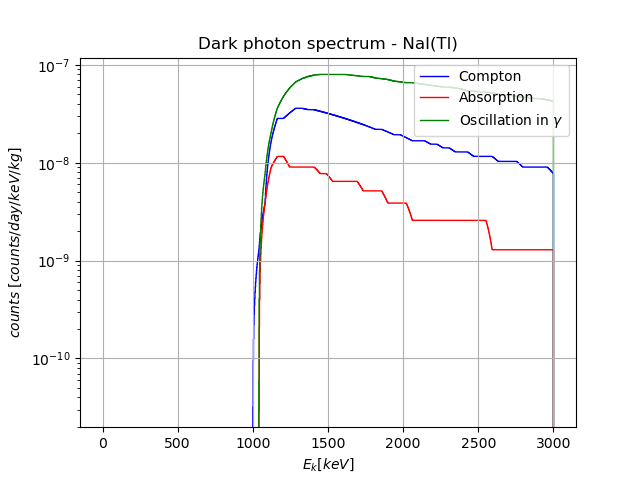 Dark photon spectrum - NaI(Tl)
10⁻⁷
10⁻⁸
10⁻⁹
10⁻¹⁰
counts [counts/day/keV/kg]
Compton
Absorption
Oscillation in γ
0 500 1000 1500 2000 2500 3000
E_k[keV]